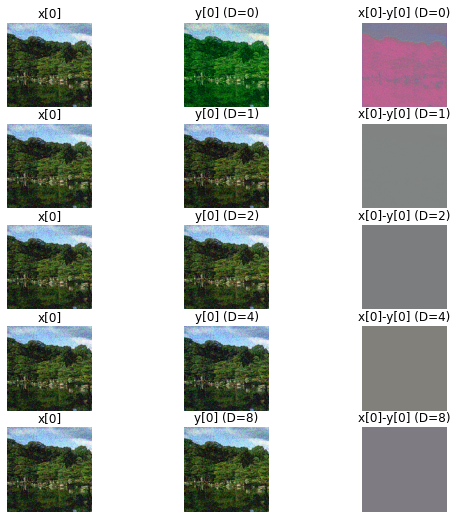 x[0] y[0] (D=0) x[0]-y[0] (D=0)
x[0] y[0] (D=1) x[0]-y[0] (D=1)
x[0] y[0] (D=2) x[0]-y[0] (D=2)
x[0] y[0] (D=4) x[0]-y[0] (D=4)
x[0] y[0] (D=8) x[0]-y[0] (D=8)